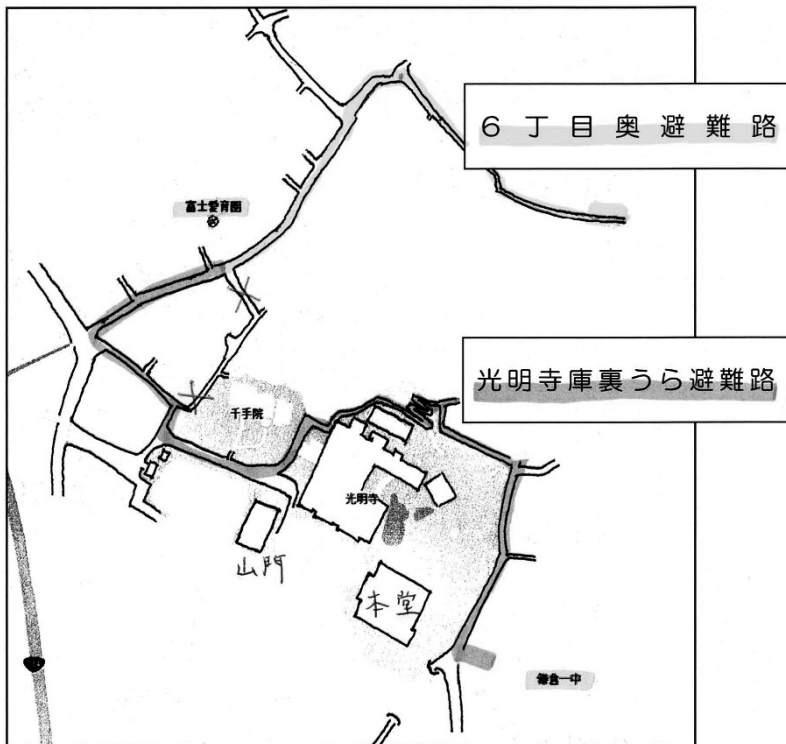 6丁目奥避難路
富士愛育園
光明寺庫裏うら避難路
千手院
光明寺
山門
本堂
鎌倉一中